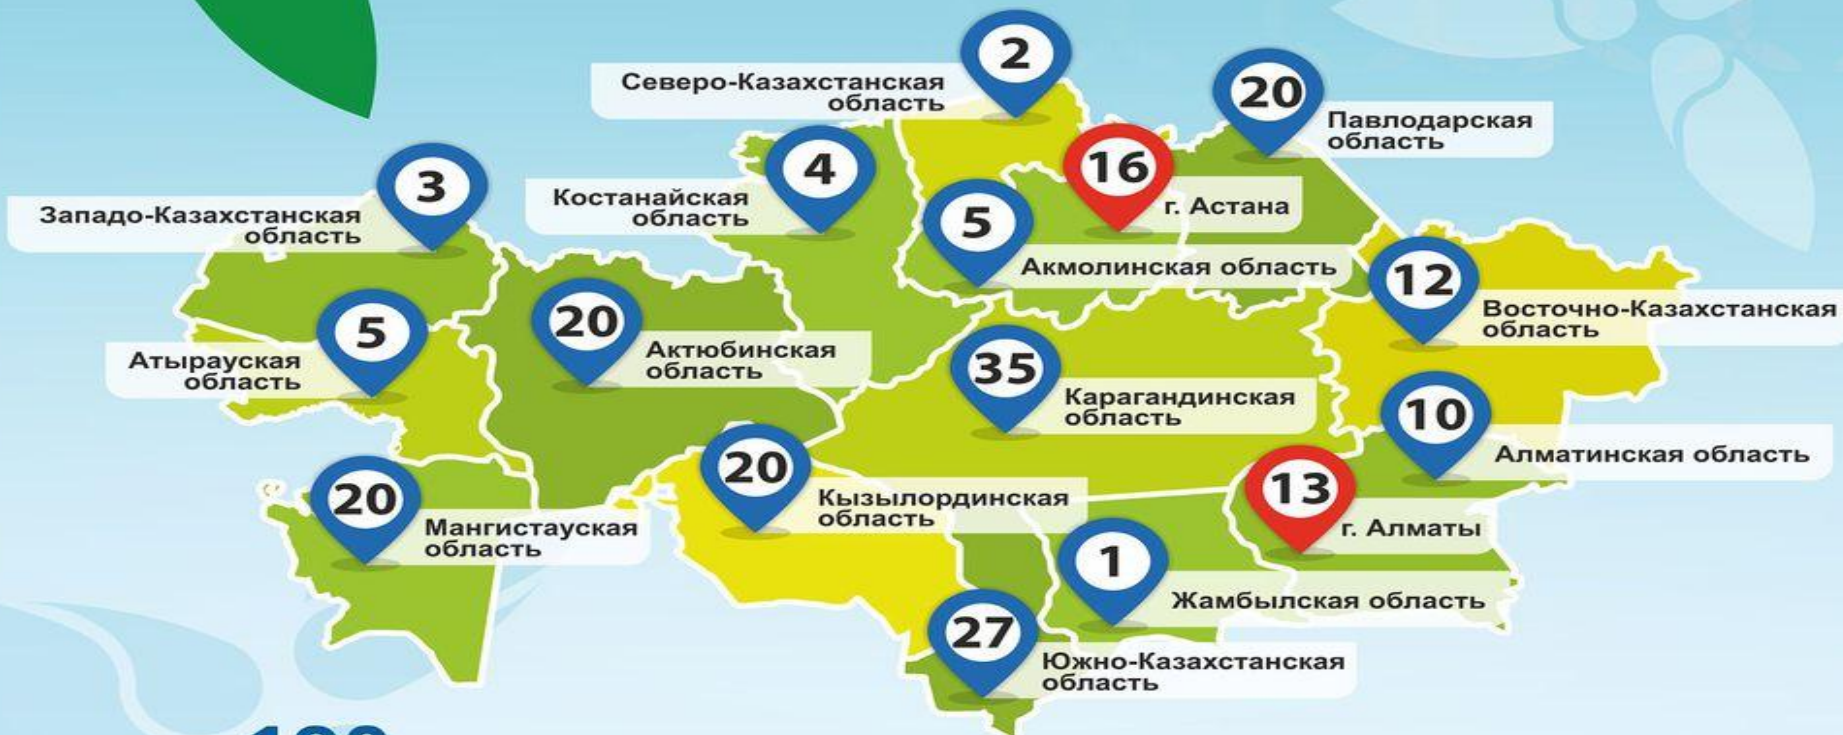 2
Северо-Казахстанская
область
20
Павлодарская
область
4
Костанайская
область
16
г. Астана
3
Западо-Казахстанская
область
5
Акмолинская область
12
Восточно-Казахстанская
область
5
Атырауская
область
20
Актюбинская
область
35
Карагандинская
область
10
Алматинская область
20
Мангистауская
область
20
Кызылординская
область
13
г. Алматы
1
Жамбылская область
27
Южно-Казахстанская
область